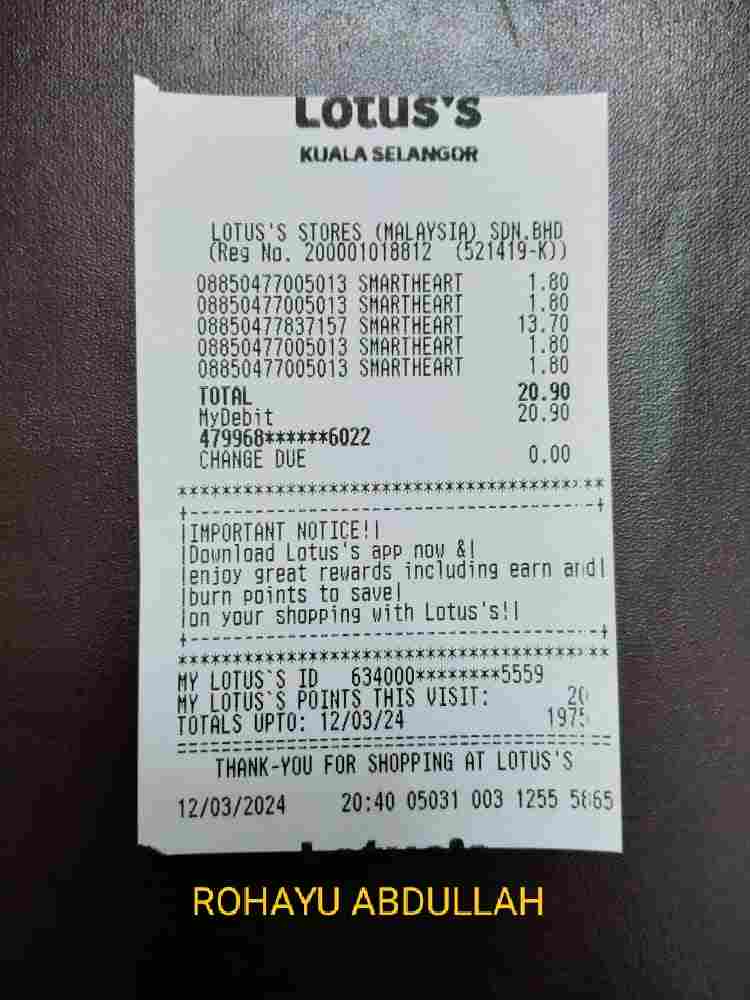 Lotus's
KUALA SELANGOR
LOTUS'S STORES (MALAYSIA) SDN.BHD
(Reg No. 200001018812 (521419-K))
08850477005013 SMARTHEART 1.80
08850477005013 SMARTHEART 1.80
08850477837157 SMARTHEART 13.70
08850477005013 SMARTHEART 1.80
08850477005013 SMARTHEART 1.80
TOTAL 20.90
MyDebit 20.90
479968******6022
CHANGE DUE 0.00
|IMPORTANT NOTICE!|
|Download Lotus's app now &|
|enjoy great rewards including earn and|
|burn points to save|
|on your shopping with Lotus's!|
MY LOTUS`S ID 634000********5559
MY LOTUS`S POINTS THIS VISIT: 20
TOTALS UPTO: 12/03/24 1975
THANK-YOU FOR SHOPPING AT LOTUS'S
12/03/2024 20:40 05031 003 1255 5665
ROHAYU ABDULLAH